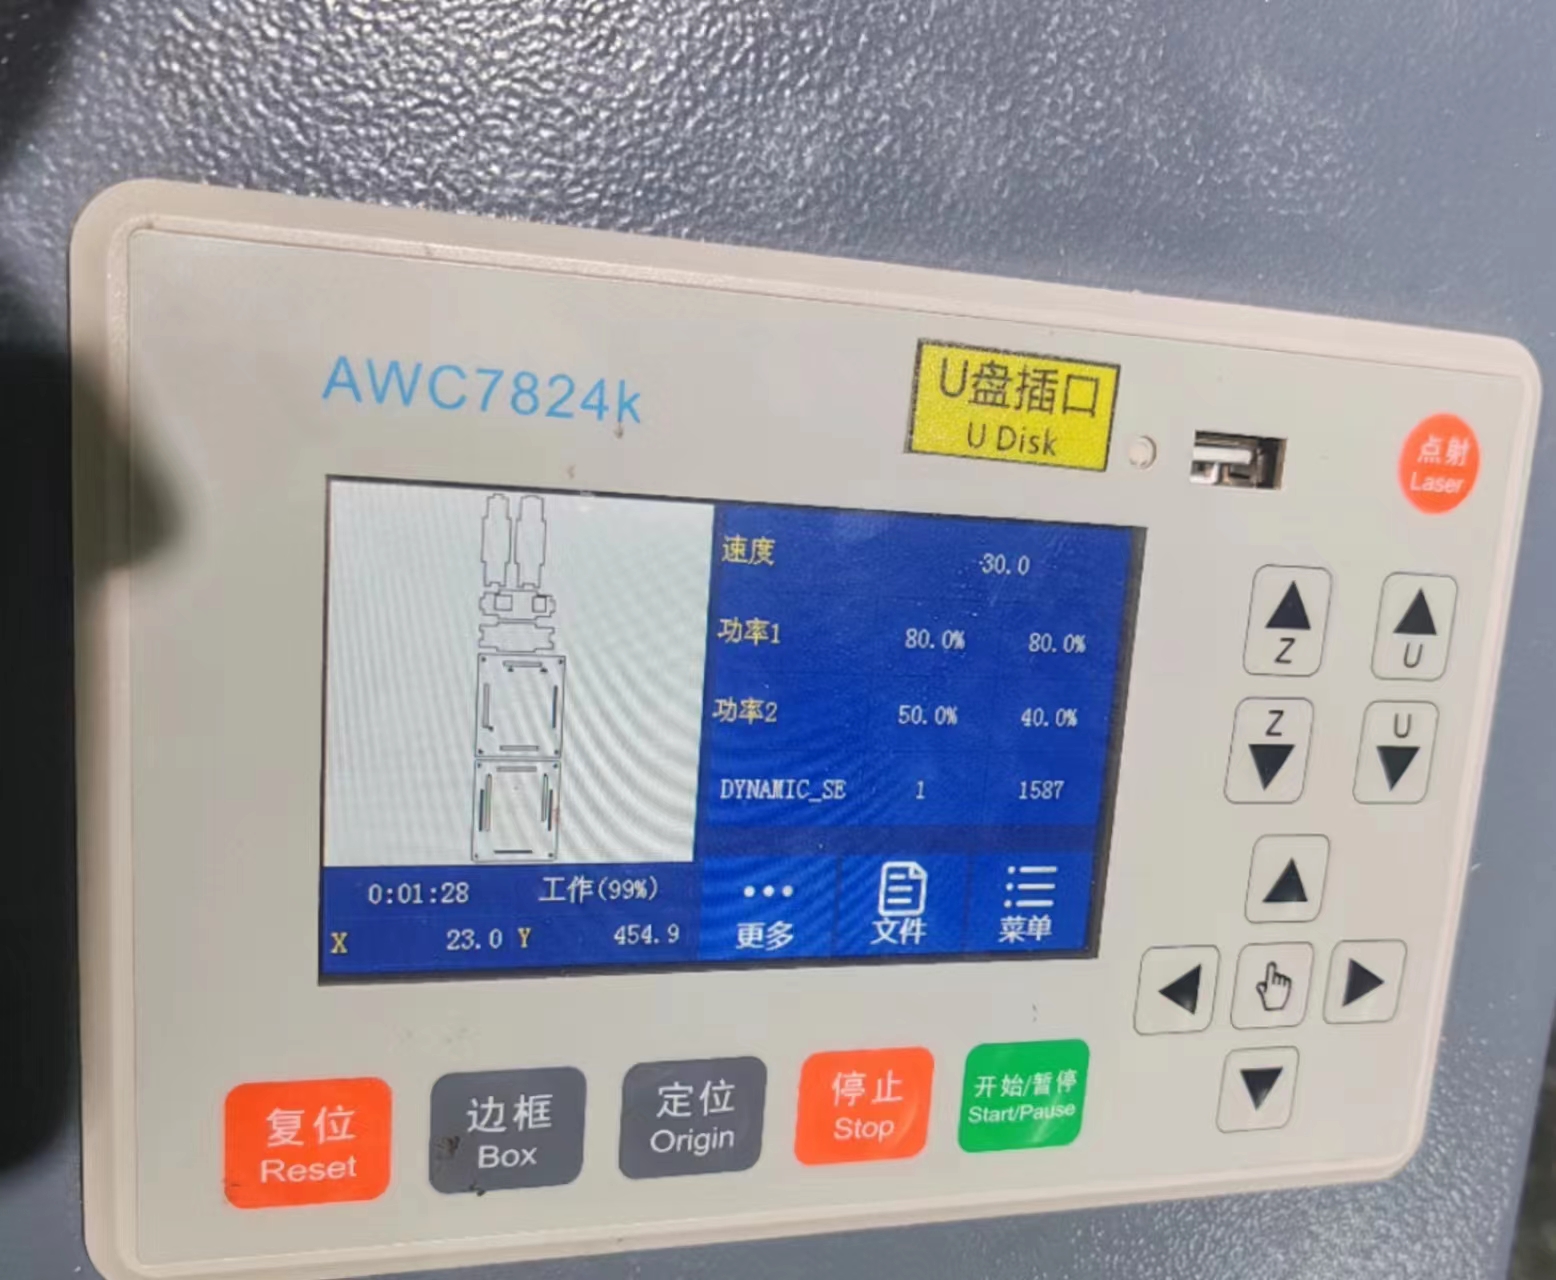 AWC7824k
U盘插口
U Disk
点射
Laser
速度 30.0
功率1 80.0% 80.0%
功率2 50.0% 40.0%
DYNAMIC_SE 1 1587
0:01:28 工作(99%)
X 23.0 Y 454.9
更多 文件 菜单
Z
U
Z
U
复位
Reset
边框
Box
定位
Origin
停止
Stop
开始/暂停
Start/Pause